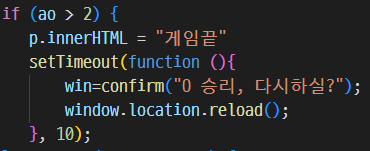 if (ao > 2) {
p.innerHTML = "게임끝"
setTimeout(function (){
win=confirm("O 승리, 다시하실?");
window.location.reload();
}, 10);